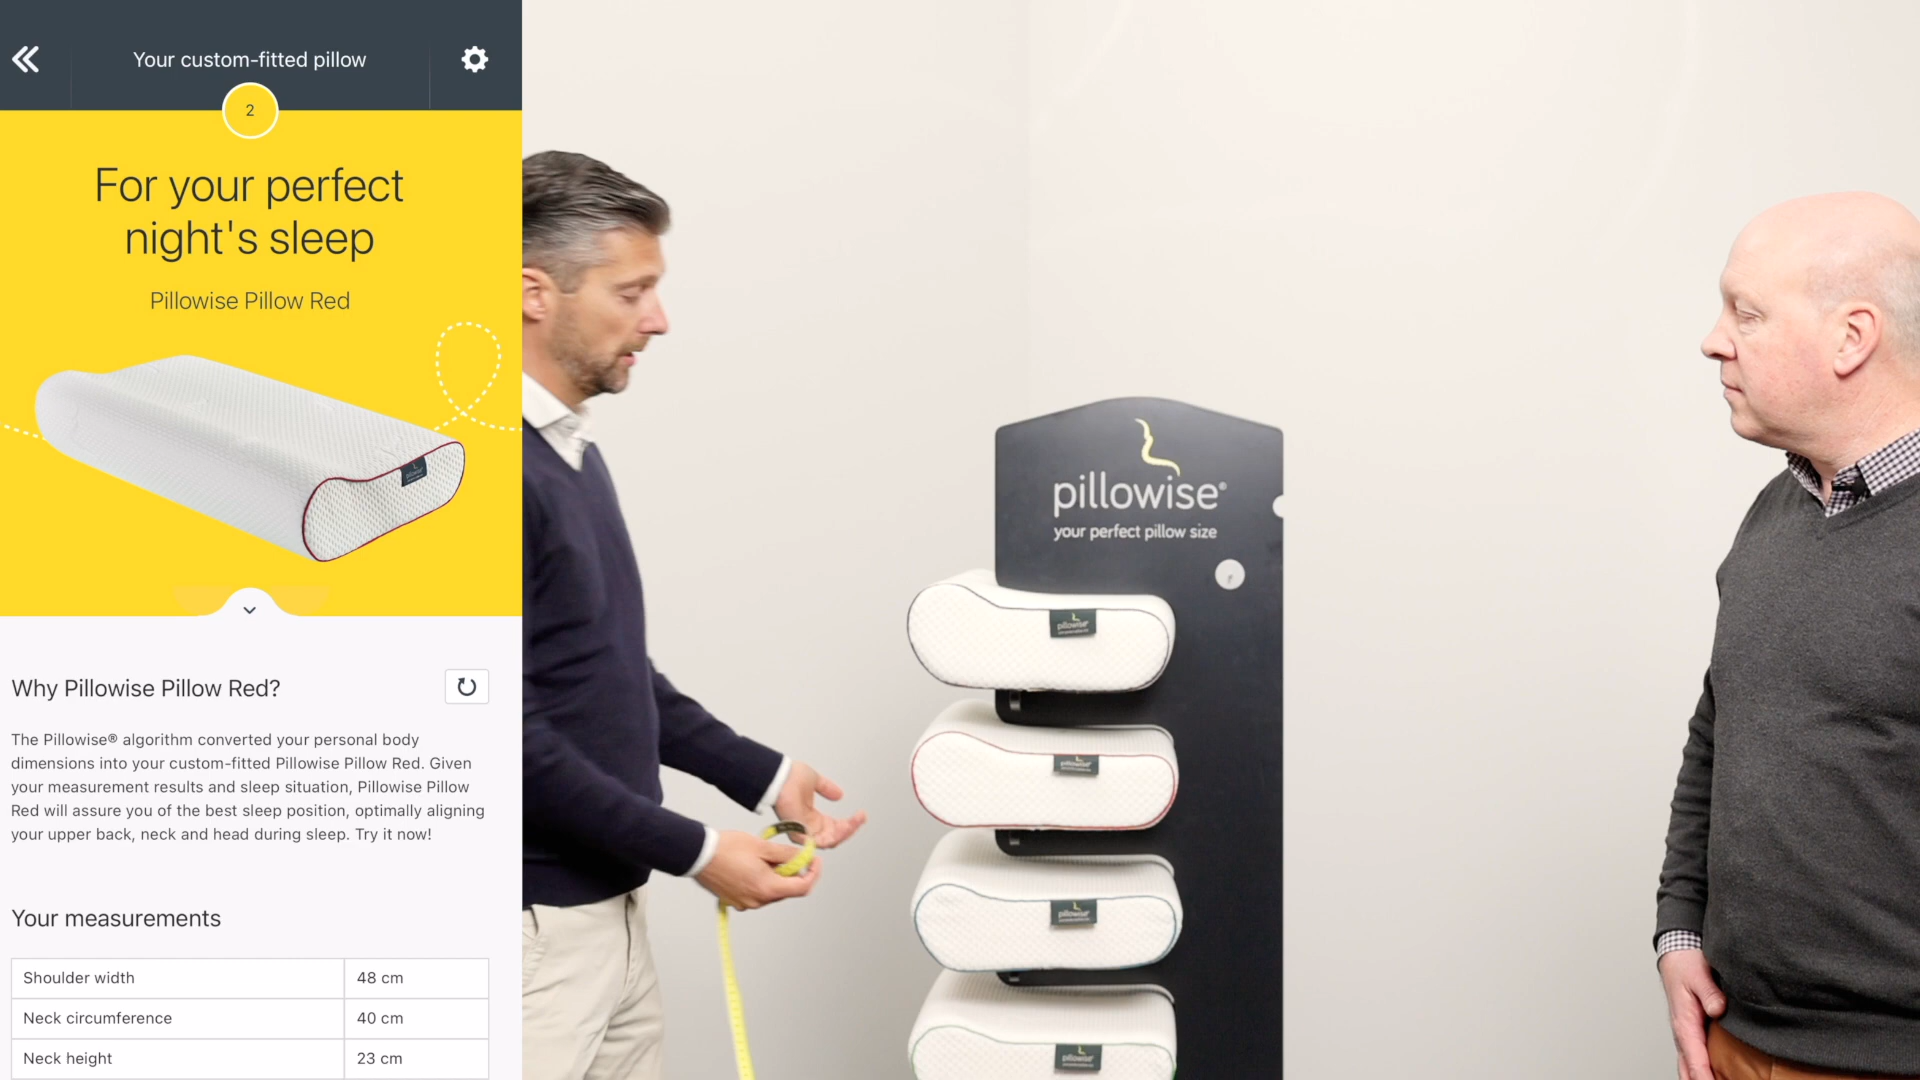 Your custom-fitted pillow
2
For your perfect
night's sleep
Pillowise Pillow Red
Why Pillowise Pillow Red?
The Pillowise® algorithm converted your personal body
dimensions into your custom-fitted Pillowise Pillow Red. Given
your measurement results and sleep situation, Pillowise Pillow
Red will assure you of the best sleep position, optimally aligning
your upper back, neck and head during sleep. Try it now!
Your measurements
Shoulder width 48 cm
Neck circumference 40 cm
Neck height 23 cm
pillowise®
your perfect pillow size
pillowise
pillowise
pillowise
pillowise